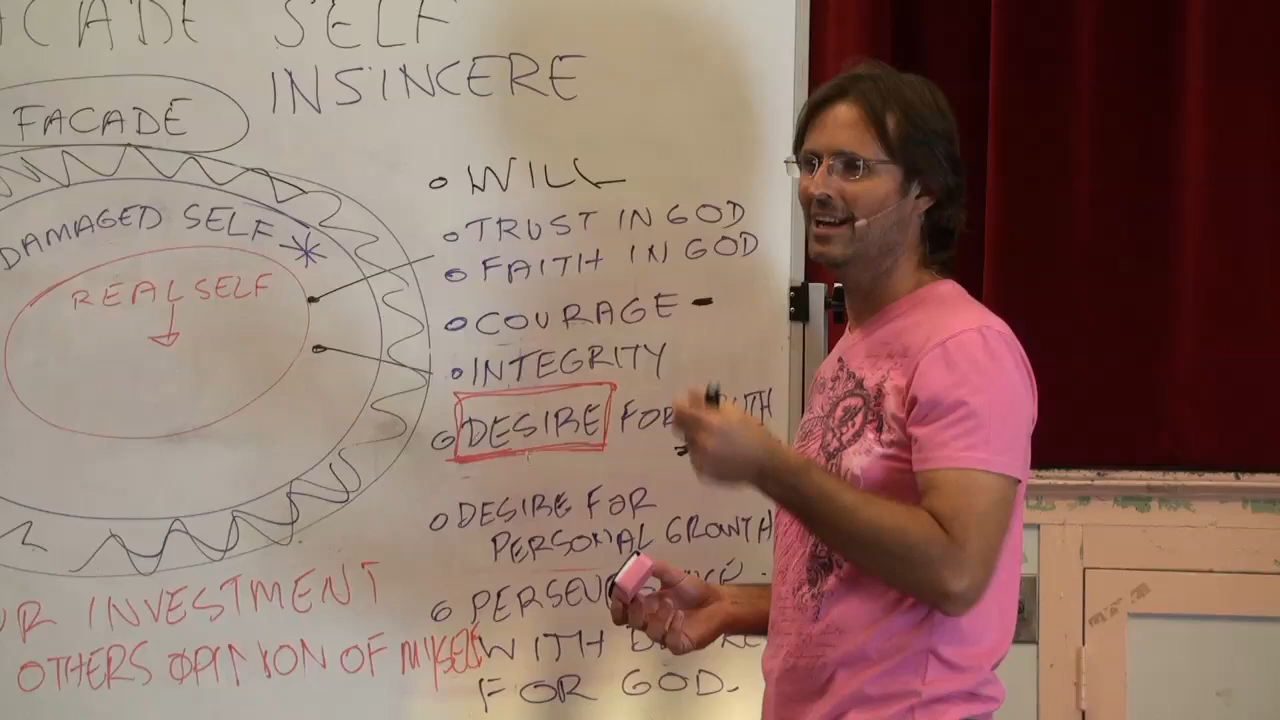 SELF
INSINCERE
FACADE
DAMAGED SELF *
REAL SELF
• WILL
• TRUST IN GOD
• FAITH IN GOD
• COURAGE -
• INTEGRITY
• DESIRE FOR
• DESIRE FOR
PERSONAL GROWTH
•
WITH
FOR GOD.
INVESTMENT
OTHERS OPINION OF MYSELF